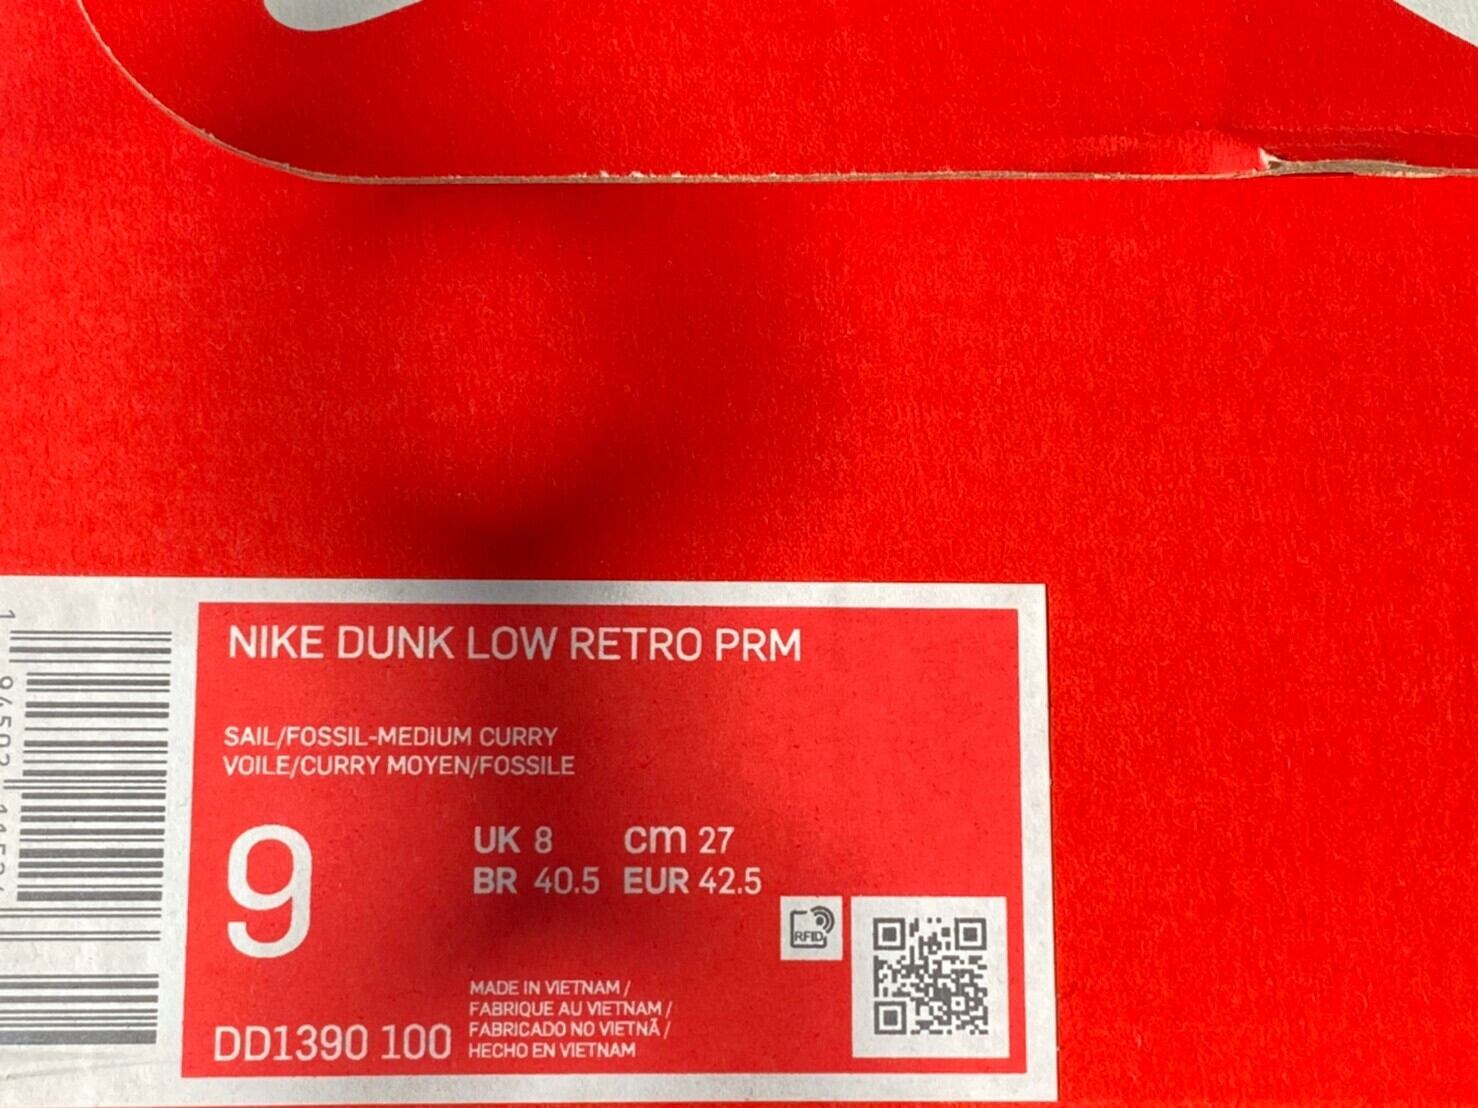 NIKE DUNK LOW RETRO PRM
SAIL/FOSSIL-MEDIUM CURRY
VOILE/CURRY MOYEN/FOSSILE
9
UK 8 cm 27
BR 40.5 EUR 42.5
RFID
MADE IN VIETNAM /
FABRIQUE AU VIETNAM /
FABRICADO NO VIETNÃ /
HECHO EN VIETNAM
DD1390 100